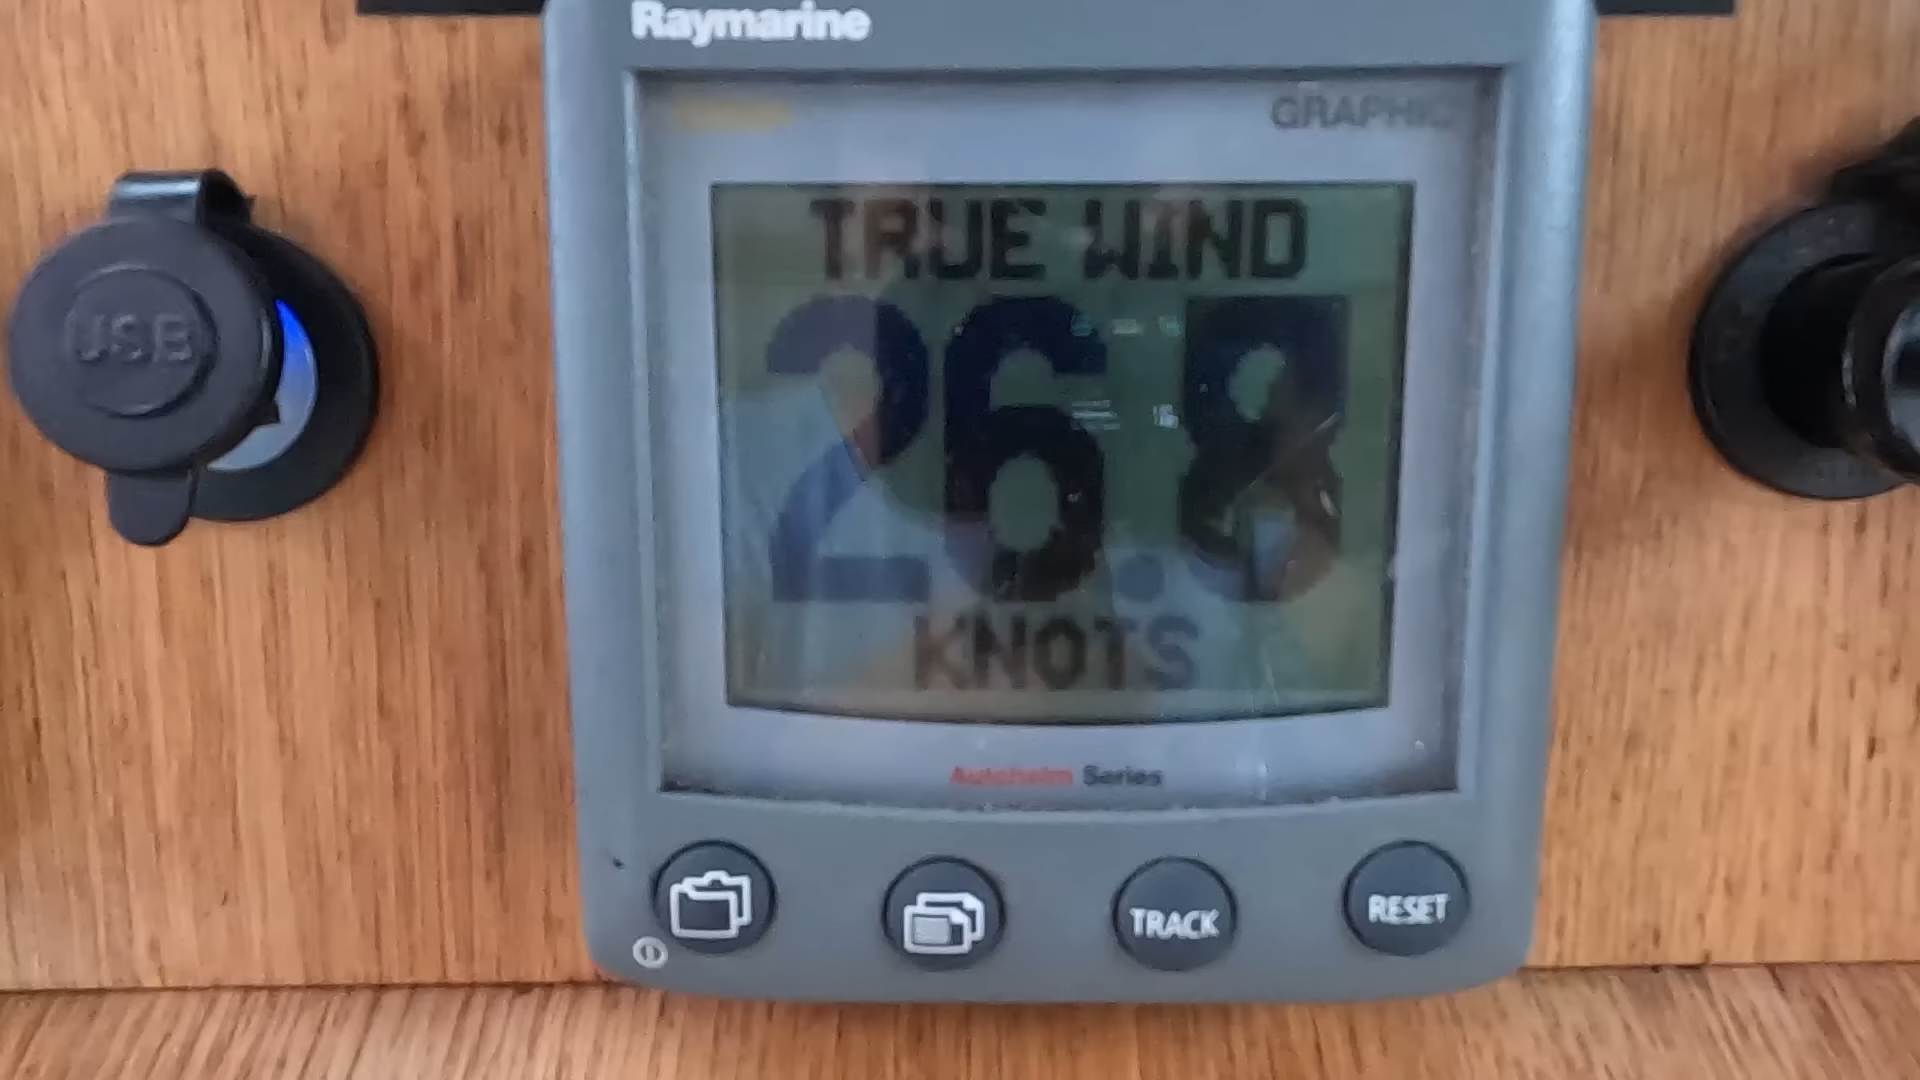 Raymarine
GRAPHIC
TRUE WIND
26.8
KNOTS
Autohelm Series
TRACK
RESET
USB